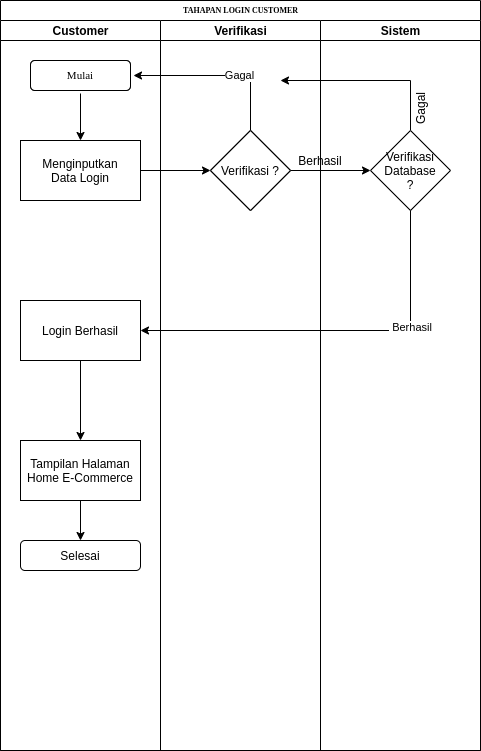 TAHAPAN LOGIN CUSTOMER
Customer
Verifikasi
Sistem
Mulai
Gagal
Gagal
Menginputkan
Data Login
Verifikasi ?
Berhasil
Verifikasi
Database
?
Login Berhasil
Berhasil
Tampilan Halaman
Home E-Commerce
Selesai